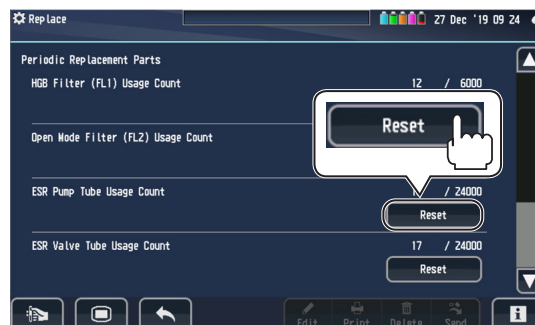 Replace
27 Dec '19 09 24
Periodic Replacement Parts
HGB Filter (FL1) Usage Count 12 / 6000
Reset
Open Mode Filter (FL2) Usage Count
ESR Pump Tube Usage Count / 24000
Reset
ESR Valve Tube Usage Count 17 / 24000
Reset
Edit Print Delete Send